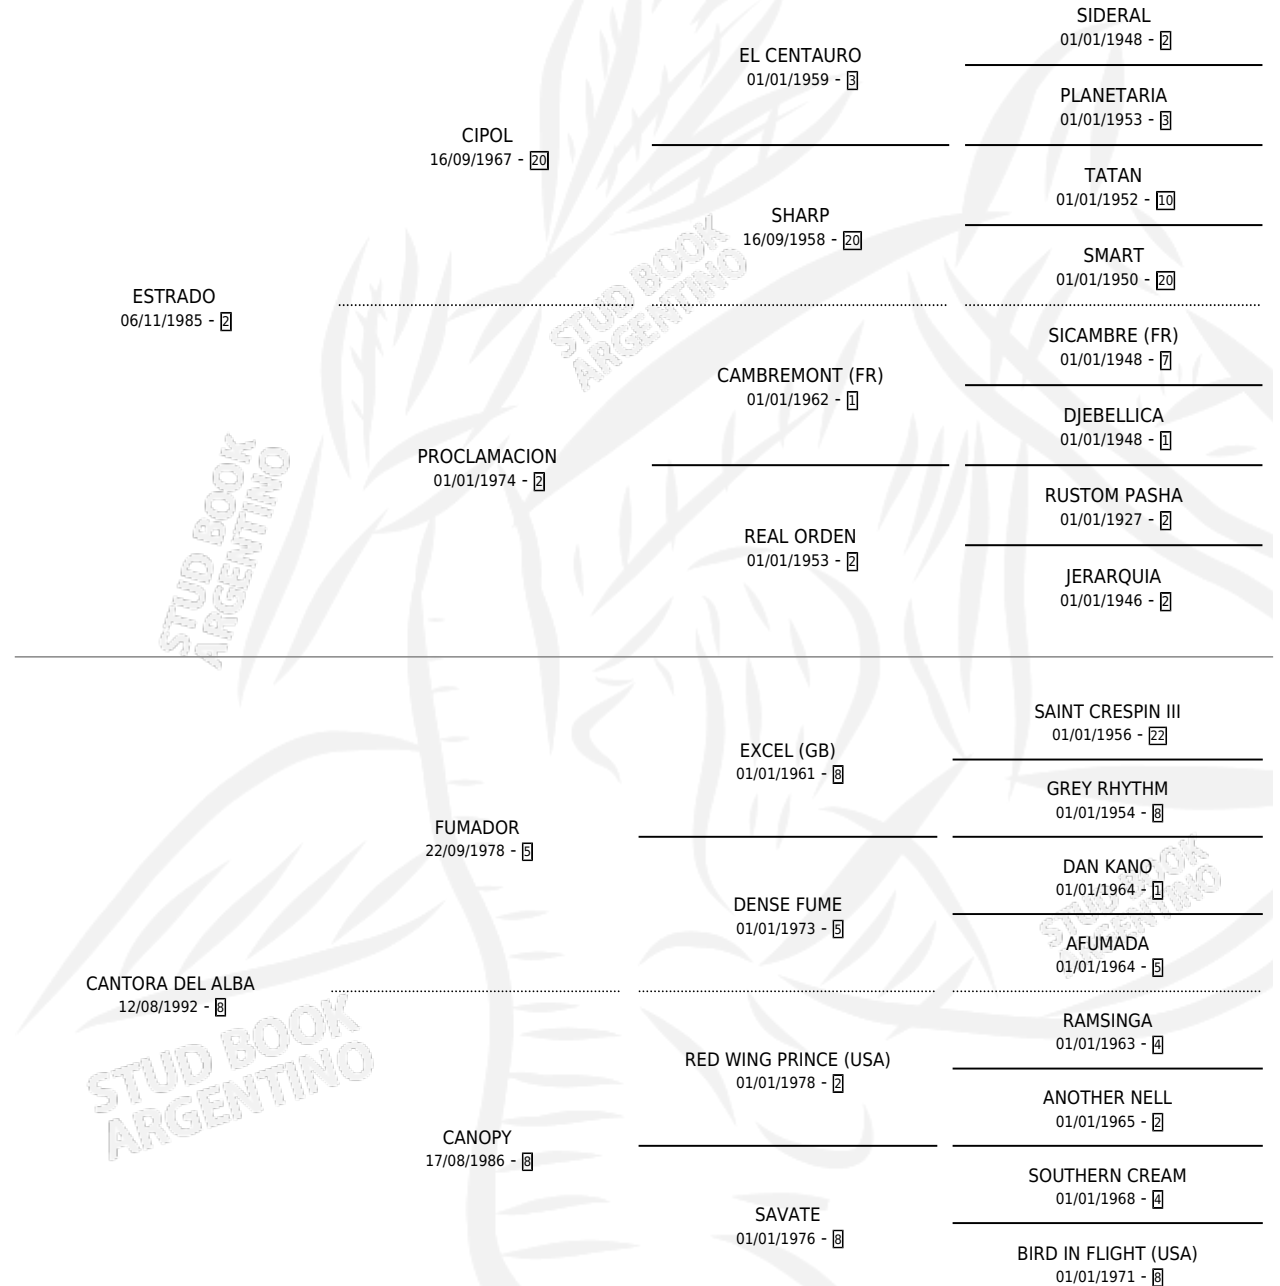 SIDERAL
01/01/1948 - 2
EL CENTAURO
01/01/1959 - 3
PLANETARIA
01/01/1953 - 3
CIPOL
16/09/1967 - 20
TATAN
01/01/1952 - 10
SHARP
16/09/1958 - 20
SMART
01/01/1950 - 20
ESTRADO
06/11/1985 - 2
SICAMBRE (FR)
01/01/1948 - 7
CAMBREMONT (FR)
01/01/1962 - 1
DJEBELLICA
01/01/1948 - 1
PROCLAMACION
01/01/1974 - 2
RUSTOM PASHA
01/01/1927 - 2
REAL ORDEN
01/01/1953 - 2
JERARQUIA
01/01/1946 - 2
STUD BOOK
ARGENTINO
STUD BOOK
ARGENTINO
SAINT CRESPIN III
01/01/1956 - 22
EXCEL (GB)
01/01/1961 - 8
GREY RHYTHM
01/01/1954 - 8
FUMADOR
22/09/1978 - 5
DAN KANO
01/01/1964 - 1
DENSE FUME
01/01/1973 - 5
AFUMADA
01/01/1964 - 5
CANTORA DEL ALBA
12/08/1992 - 8
RAMSINGA
01/01/1963 - 4
RED WING PRINCE (USA)
01/01/1978 - 2
ANOTHER NELL
01/01/1965 - 2
CANOPY
17/08/1986 - 8
SOUTHERN CREAM
01/01/1968 - 4
SAVATE
01/01/1976 - 8
BIRD IN FLIGHT (USA)
01/01/1971 - 8
STUD BOOK
ARGENTINO
STUD BOOK
ARGENTINO